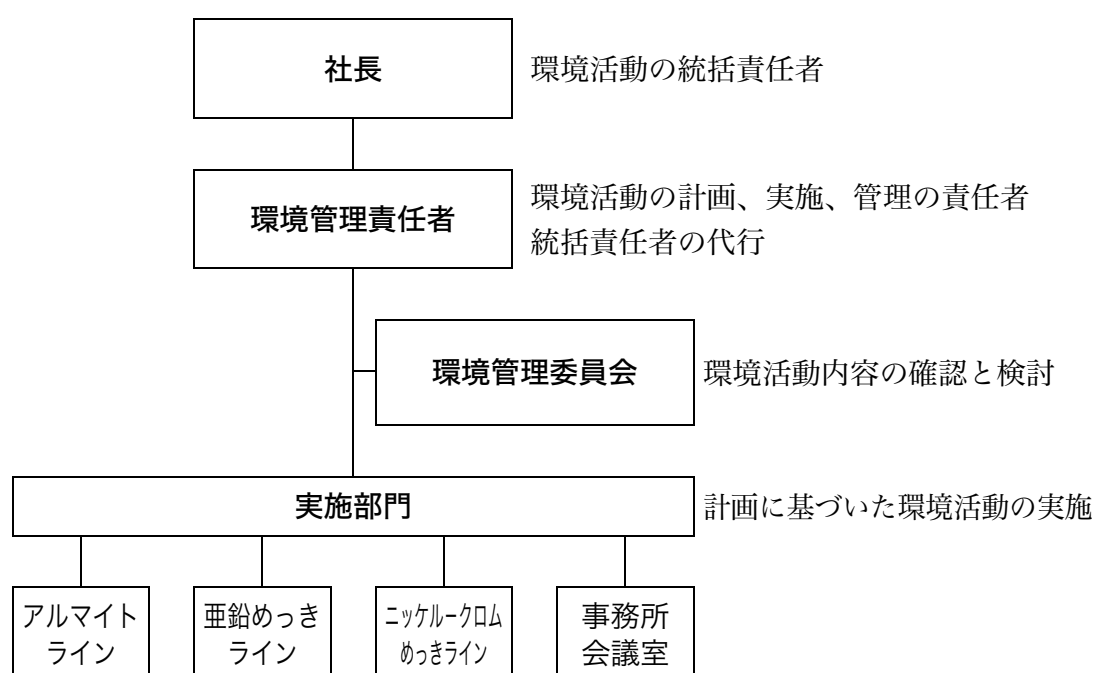 社長
環境活動の統括責任者
環境管理責任者
環境活動の計画、実施、管理の責任者
統括責任者の代行
環境管理委員会
環境活動内容の確認と検討
実施部門
計画に基づいた環境活動の実施
アルマイト
ライン
亜鉛めっき
ライン
ニッケルークロム
めっきライン
事務所
会議室